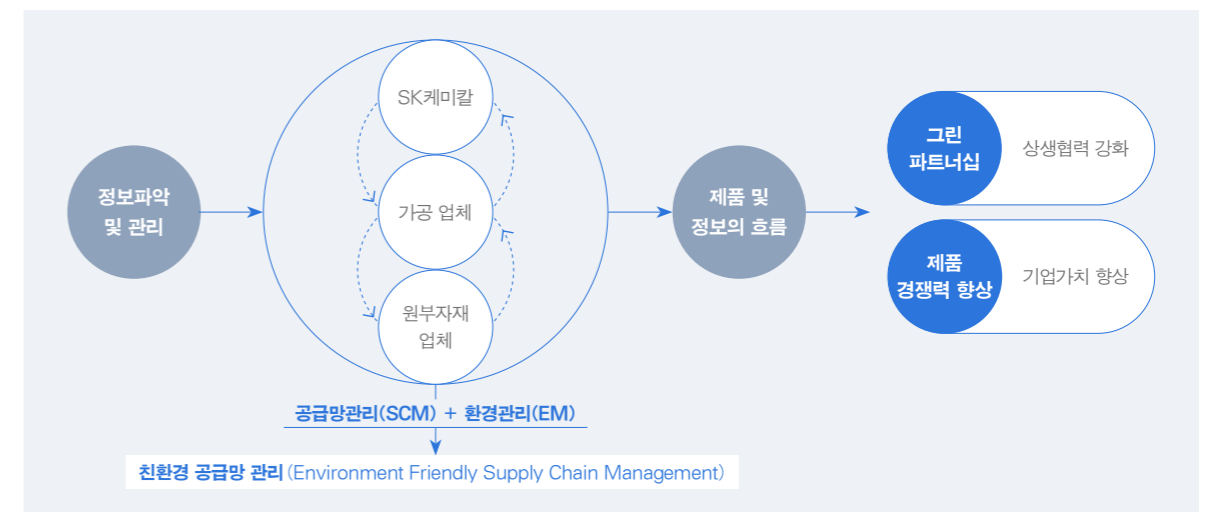 정보파악
및 관리
SK케미칼
가공 업체
원부자재
업체
제품 및
정보의 흐름
그린
파트너십
상생협력 강화
제품
경쟁력 향상
기업가치 향상
공급망관리(SCM) + 환경관리(EM)
친환경 공급망 관리(Environment Friendly Supply Chain Management)